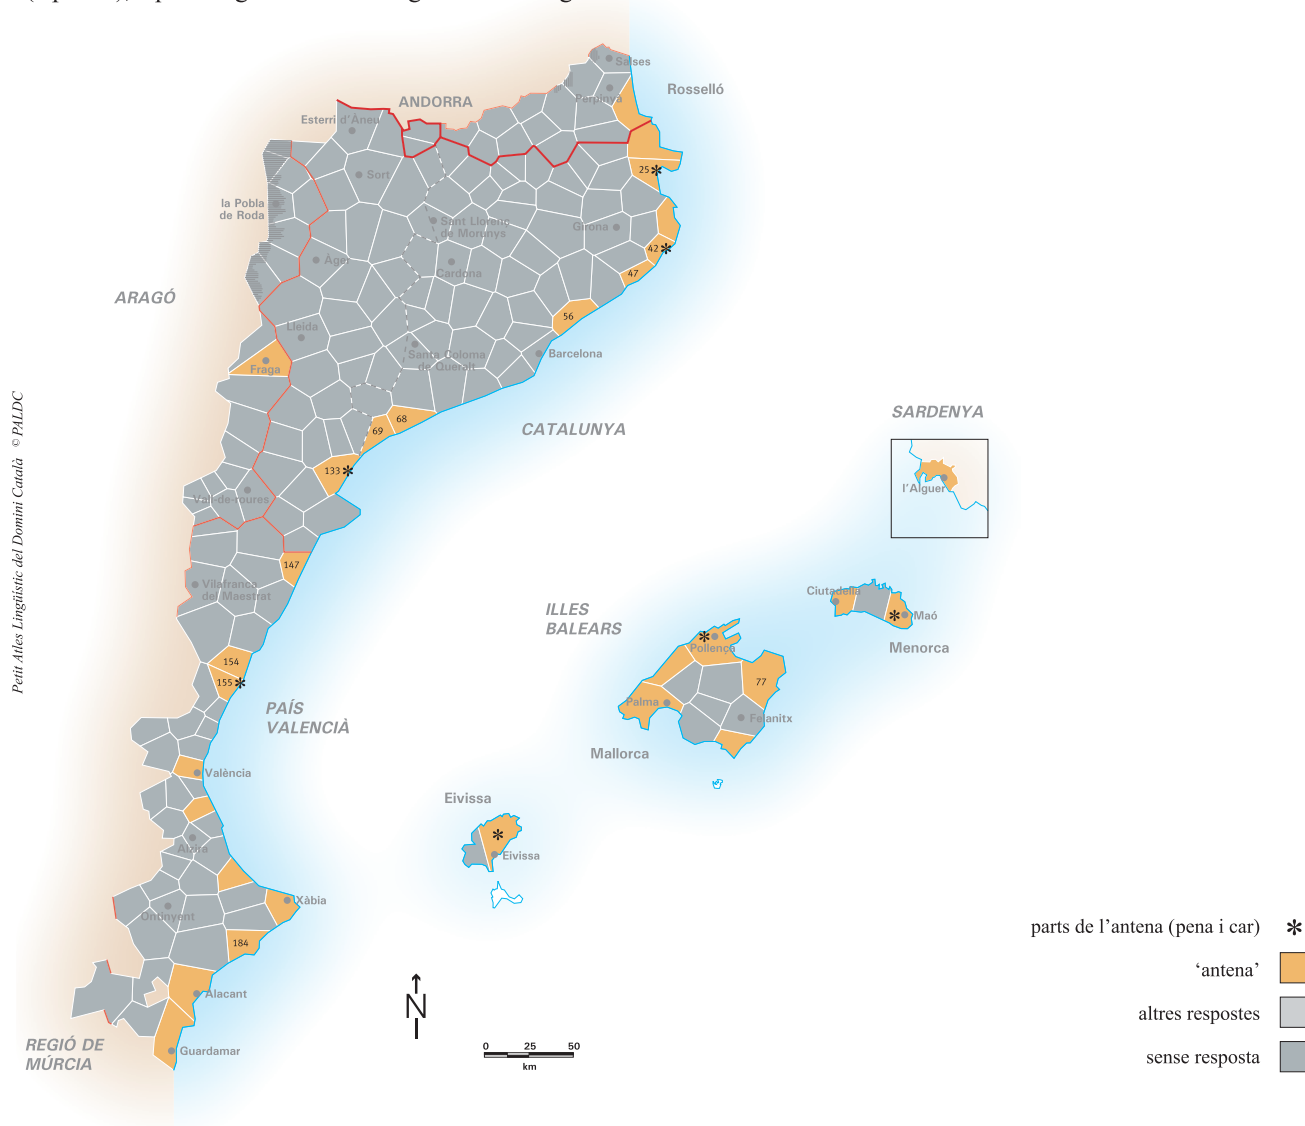 Salses
Rosselló
Perpinyà
ANDORRA
Esterri d'Àneu
25 *
Sort
la Pobla
de Roda
Sant Llorenç
de Morunys
Girona
42 *
Àger
Cardona
47
ARAGÓ
56
Lleida
Barcelona
Santa Coloma
de Queralt
Fraga
68
69
CATALUNYA
SARDENYA
133 *
l'Alguer
Vall-de-roures
147
Vilafranca
del Maestrat
Ciutadella
* Maó
Menorca
ILLES
BALEARS
*
Pollença
154
155 *
77
Palma
Felanitx
PAÍS
VALENCIÀ
Mallorca
València
Eivissa
*
Eivissa
Alzira
Xàbia
Ontinyent
184
Alacant
Guardamar
REGIÓ DE
MÚRCIA
N
0 25 50
km
parts de l'antena (pena i car) *
'antena'
altres respostes
sense resposta
Petit Atles Lingüístic del Domini Català © PALDC